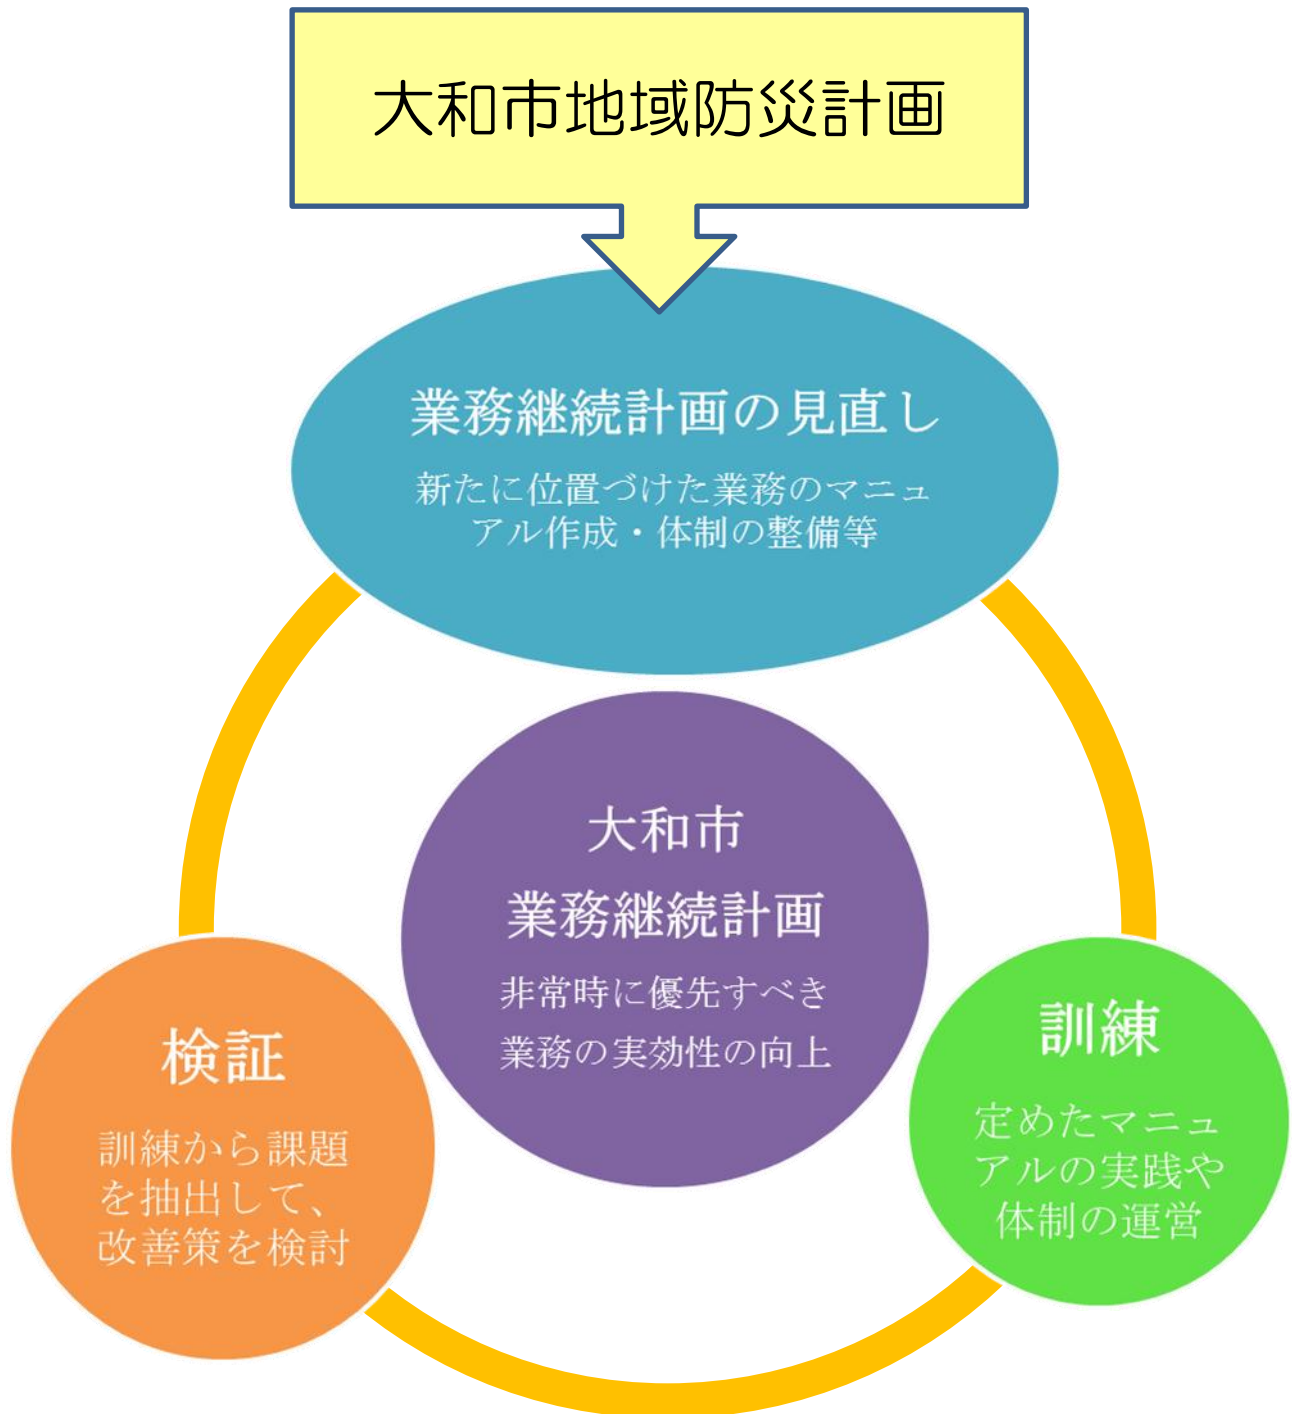 大和市地域防災計画
業務継続計画の見直し
新たに位置づけた業務のマニュ
アル作成・体制の整備等
大和市
業務継続計画
非常時に優先すべき
業務の実効性の向上
訓練
定めたマニュ
アルの実践や
体制の運営
検証
訓練から課題
を抽出して、
改善策を検討